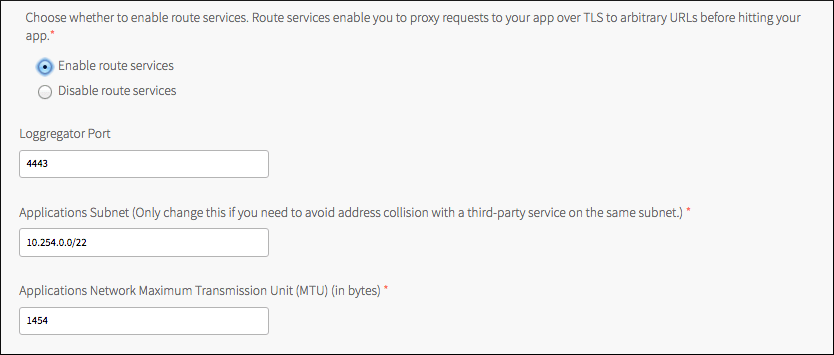 Choose whether to enable route services. Route services enable you to proxy requests to your app over TLS to arbitrary URLs before hitting your
app.*
Enable route services
Disable route services
Loggregator Port
4443
Applications Subnet (Only change this if you need to avoid address collision with a third-party service on the same subnet.) *
10.254.0.0/22
Applications Network Maximum Transmission Unit (MTU) (in bytes) *
1454